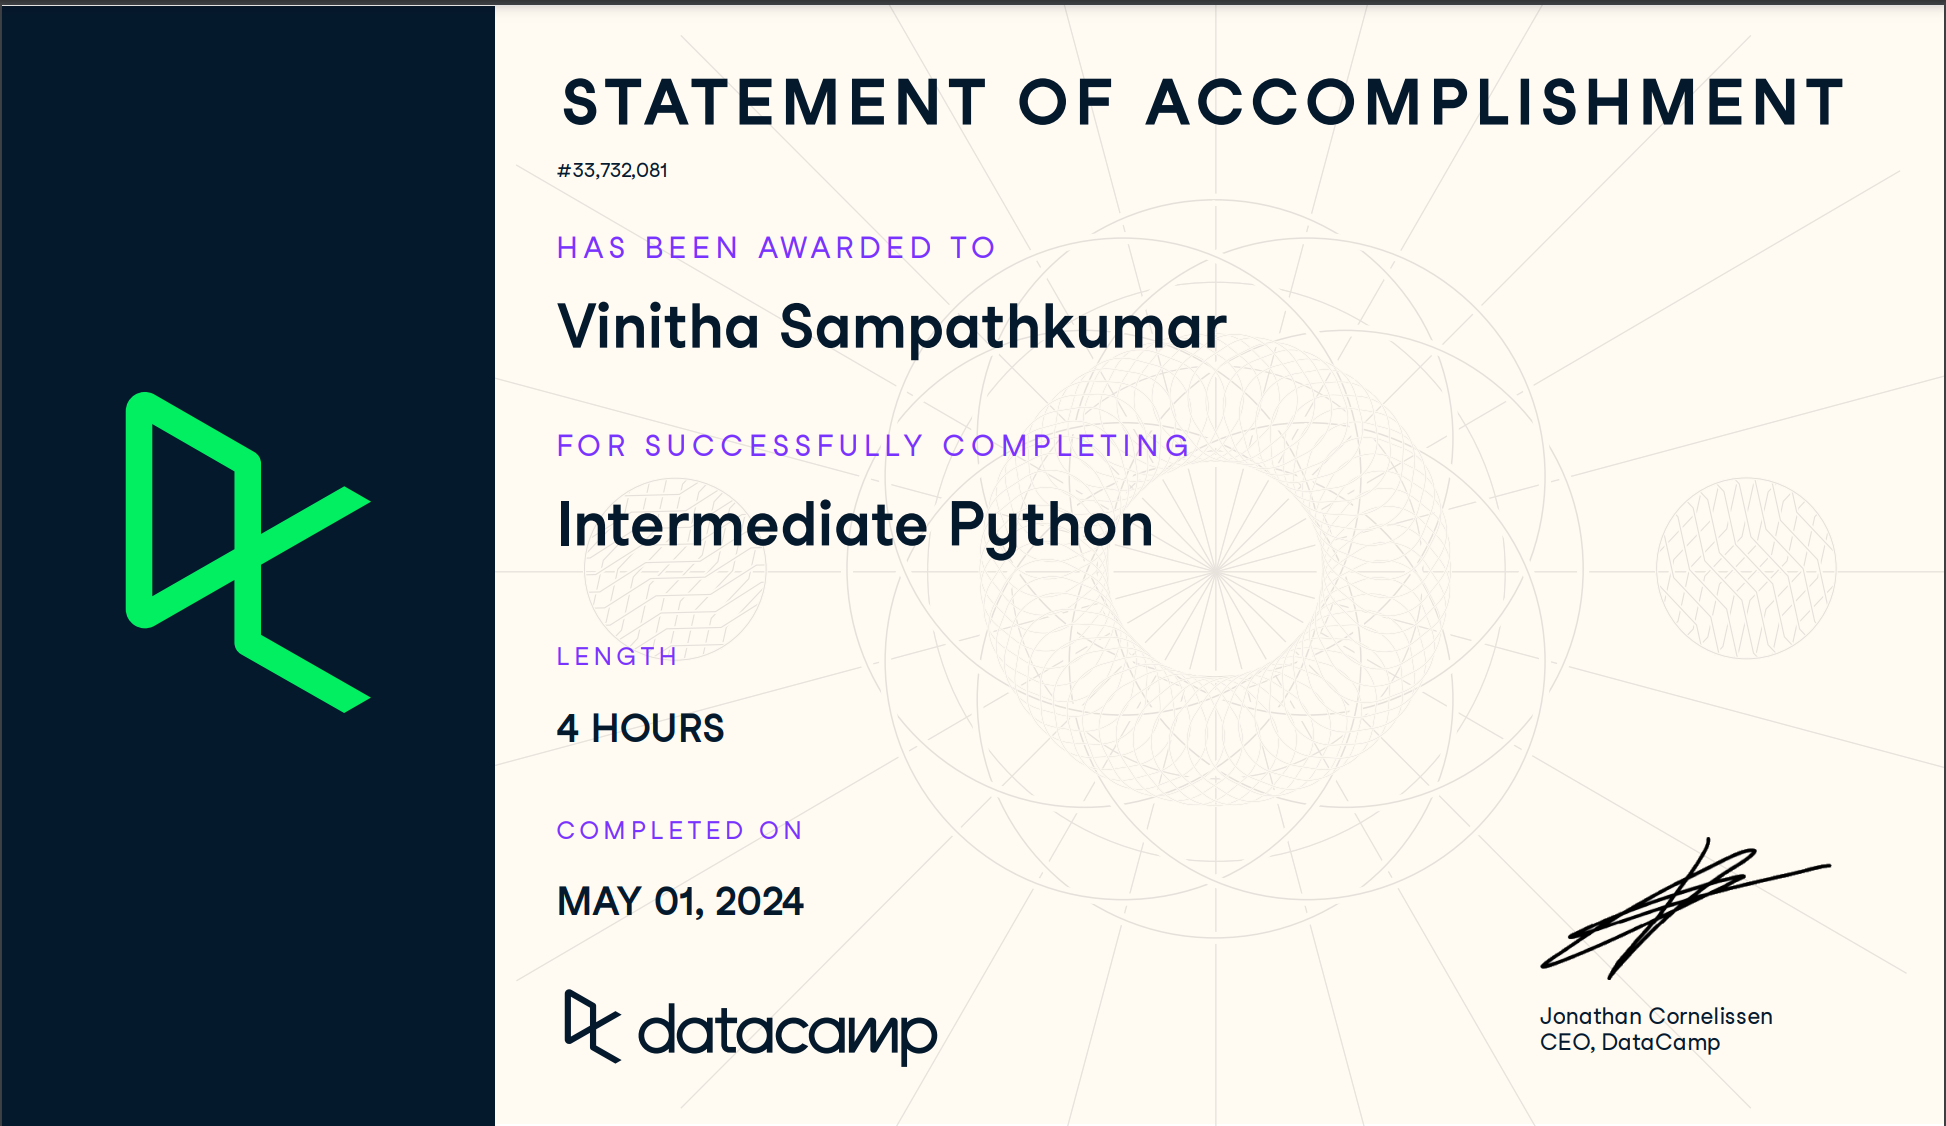 STATEMENT OF ACCOMPLISHMENT
#33,732,081
HAS BEEN AWARDED TO
Vinitha Sampathkumar
FOR SUCCESSFULLY COMPLETING
Intermediate Python
LENGTH
4 HOURS
COMPLETED ON
MAY 01, 2024
datacamp
Jonathan Cornelissen
CEO, DataCamp